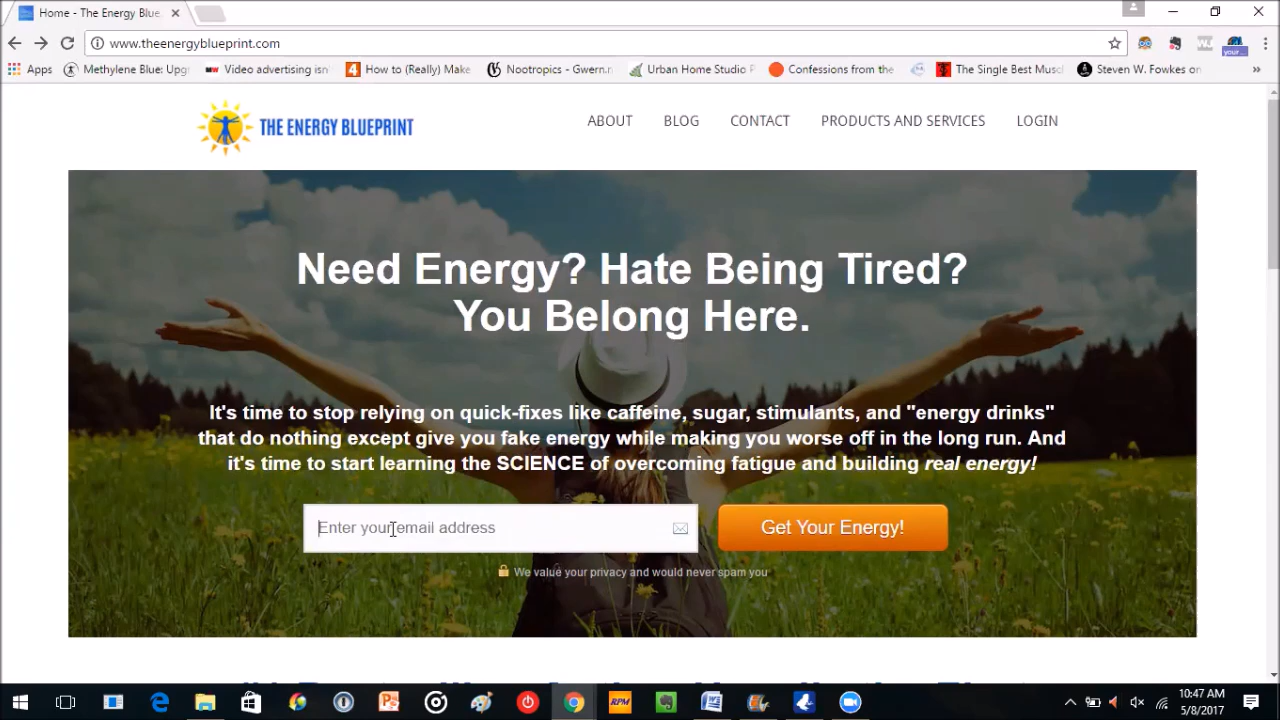 Home - The Energy Blue
www.theenergyblueprint.com
Apps
Methylene Blue: Upg
Video advertising isn
How to (Really) Make
Nootropics - Gwern.n
Urban Home Studio P
Confessions from the
The Single Best Musc
Steven W. Fowkes on
THE ENERGY BLUEPRINT
ABOUT
BLOG
CONTACT
PRODUCTS AND SERVICES
LOGIN
Need Energy? Hate Being Tired?
You Belong Here.
It's time to stop relying on quick-fixes like caffeine, sugar, stimulants, and "energy drinks"
that do nothing except give you fake energy while making you worse off in the long run. And
it's time to start learning the SCIENCE of overcoming fatigue and building real energy!
Enter your email address
Get Your Energy!
We value your privacy and would never spam you
RPM
10:47 AM
5/8/2017